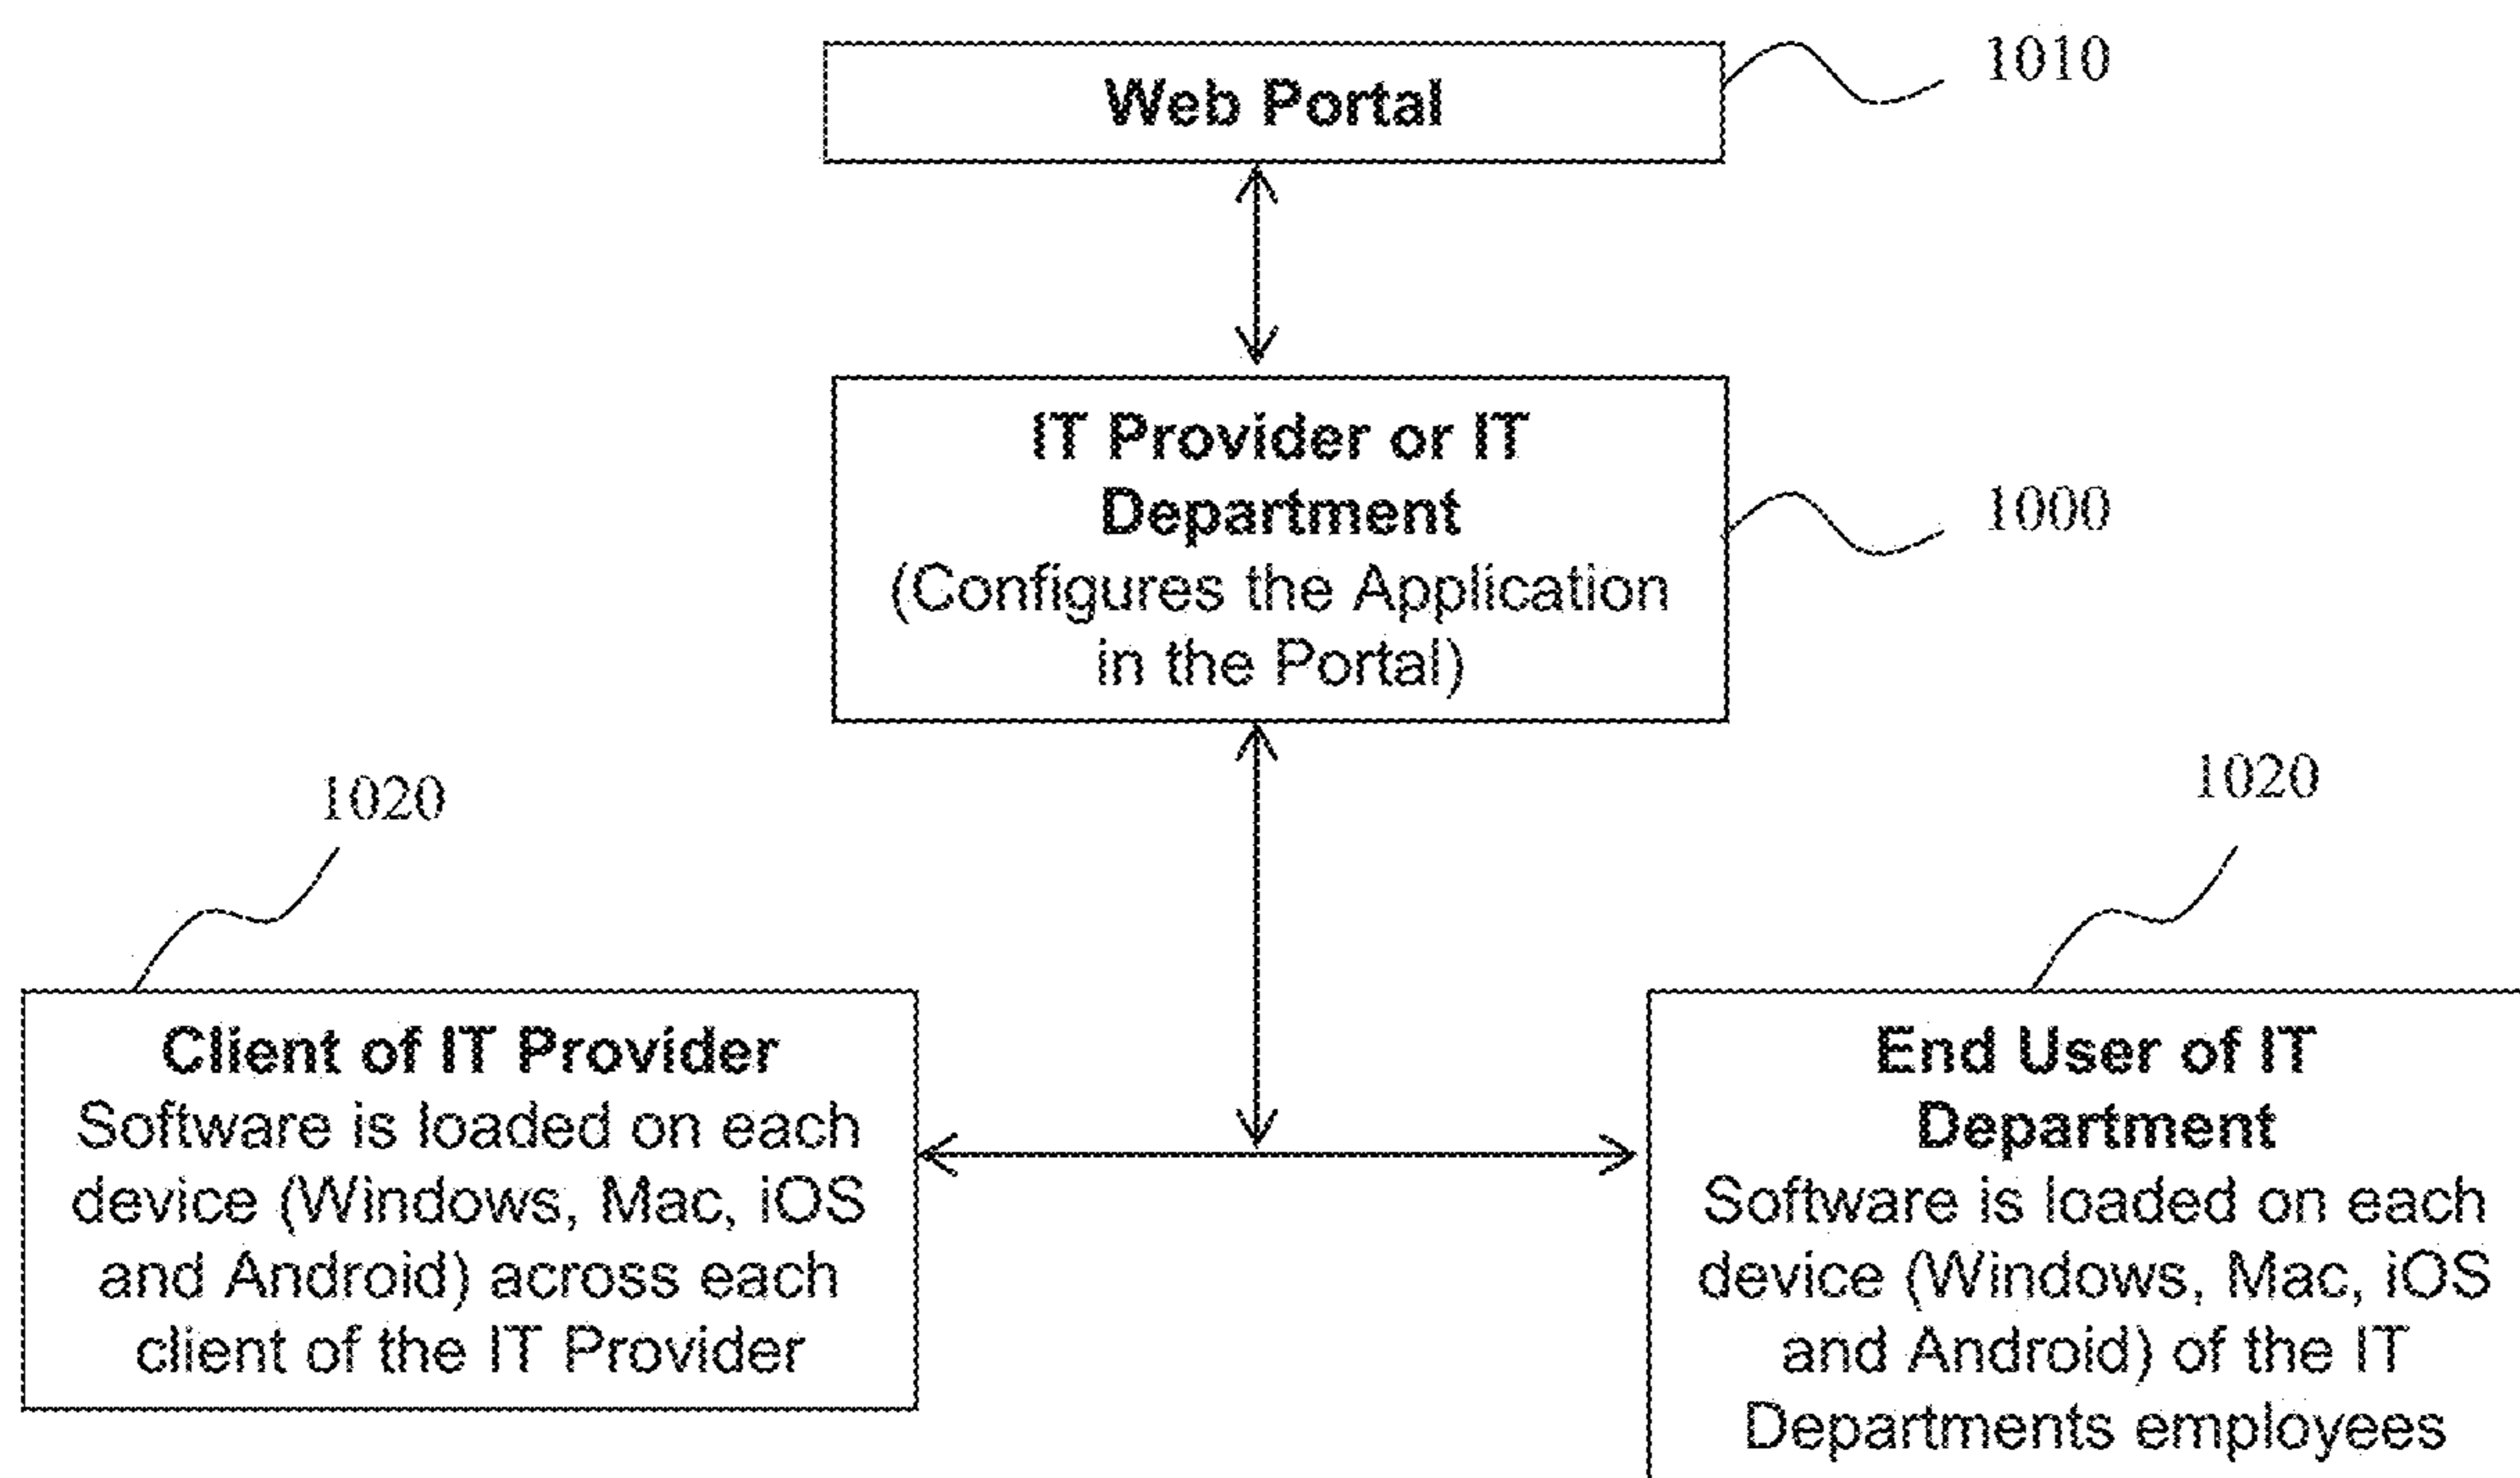 Web Portal
1010
IT Provider or IT
Department
(Configures the Application
in the Portal)
1000
1020
1020
Client of IT Provider
Software is loaded on each
device (Windows, Mac, iOS
and Android) across each
client of the IT Provider
End User of IT
Department
Software is loaded on each
device (Windows, Mac, iOS
and Android) of the IT
Departments employees